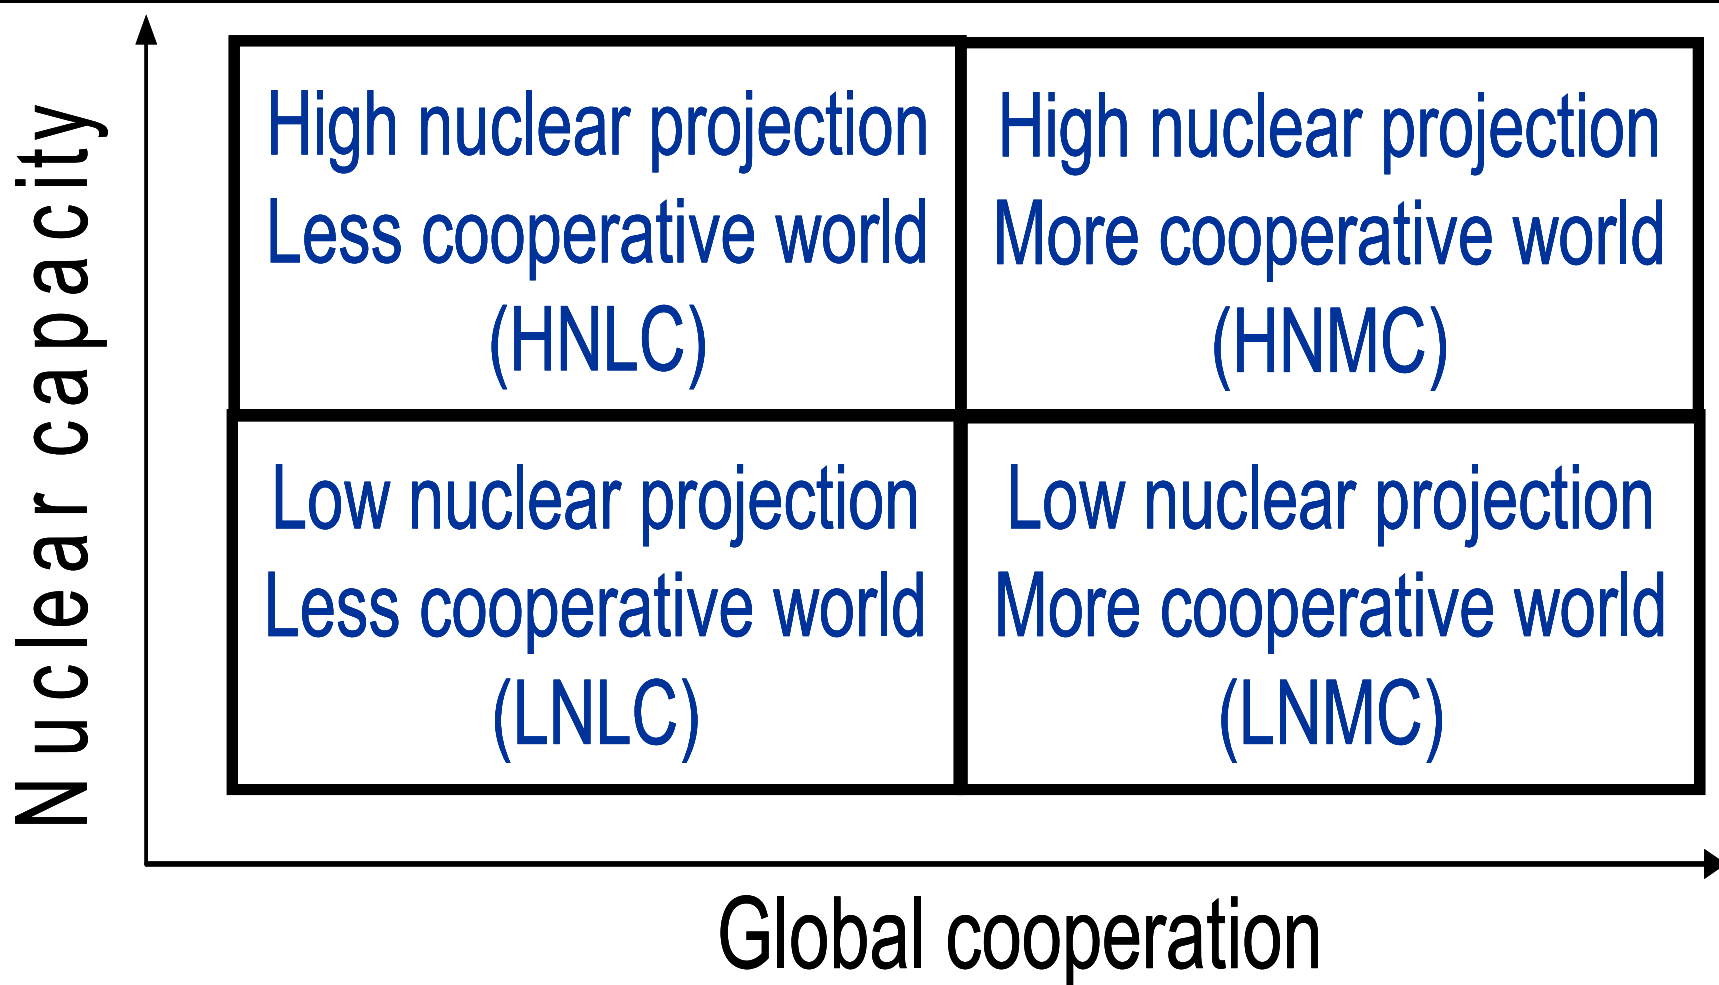 Nuclear capacity
High nuclear projection
Less cooperative world
(HNLC)
High nuclear projection
More cooperative world
(HNMC)
Low nuclear projection
Less cooperative world
(LNLC)
Low nuclear projection
More cooperative world
(LNMC)
Global cooperation